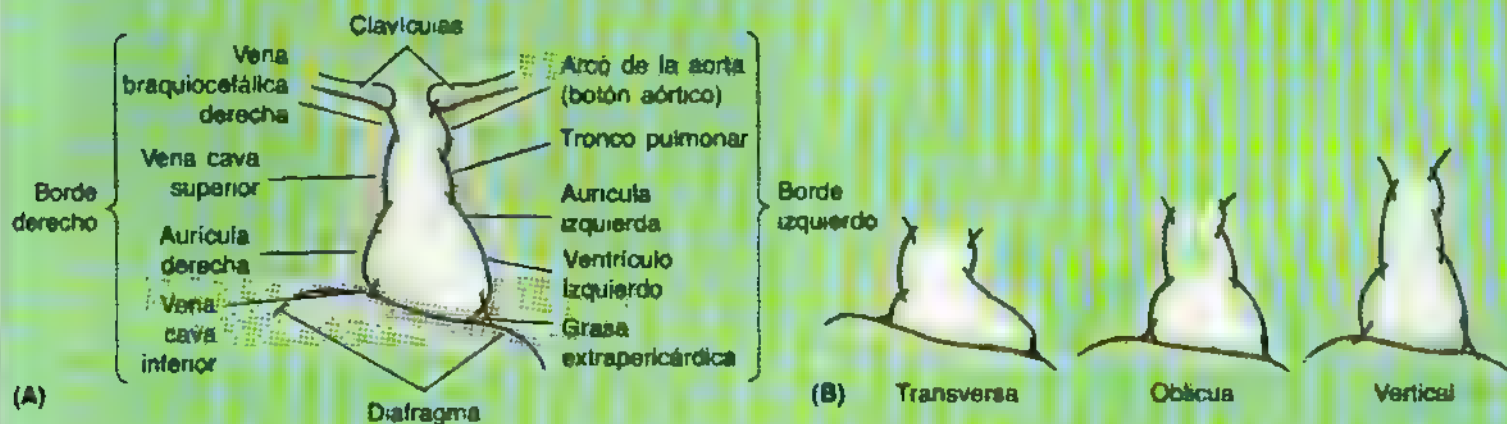 Clavículas
Vena
braquiocefálica
derecha
Vena cava
superior
Borde
derecho
Aurícula
derecha
Vena
cava
inferior
(A)
Diafragma
Arco de la aorta
(botón aórtico)
Tronco pulmonar
Aurícula
izquierda
Ventrículo
izquierdo
Grasa
extrapericárdica
Borde
izquierdo
(B)
Transversa
Oblicua
Vertical